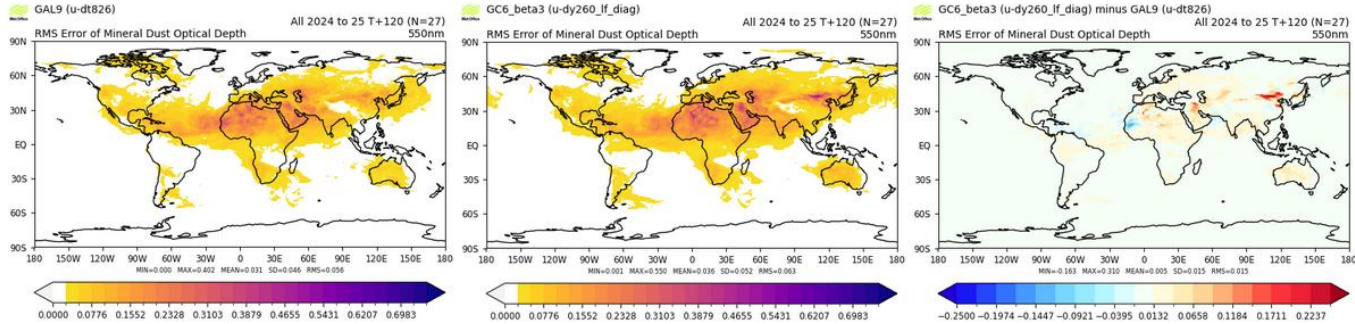 GAL9 (u-dt826)
All 2024 to 25 T+120 (N=27)
RMS Error of Mineral Dust Optical Depth
550nm
90N
60N
30N
EQ
30S
60S
90S
180 150W 120W 90W 60W 30W 0 30E 60E 90E 120E 150E 180
MIN=0.000 MAX=0.402 MEAN=0.031 SD=0.046 RMS=0.056
0.0000 0.0776 0.1552 0.2328 0.3103 0.3879 0.4655 0.5431 0.6207 0.6983
GC6_beta3 (u-dy260_lf_diag)
All 2024 to 25 T+120 (N=27)
RMS Error of Mineral Dust Optical Depth
550nm
90N
60N
30N
EQ
30S
60S
90S
180 150W 120W 90W 60W 30W 0 30E 60E 90E 120E 150E 180
MIN=0.001 MAX=0.550 MEAN=0.036 SD=0.052 RMS=0.063
0.0000 0.0776 0.1552 0.2328 0.3103 0.3879 0.4655 0.5431 0.6207 0.6983
GC6_beta3 (u-dy260_lf_diag) minus GAL9 (u-dt826)
All 2024 to 25 T+120 (N=27)
RMS Error of Mineral Dust Optical Depth
550nm
90N
60N
30N
EQ
30S
60S
90S
180 150W 120W 90W 60W 30W 0 30E 60E 90E 120E 150E 180
MIN=-0.163 MAX=0.310 MEAN=0.005 SD=0.015 RMS=0.015
−0.2500 −0.1974 −0.1447 −0.0921 −0.0395 0.0132 0.0658 0.1184 0.1711 0.2237